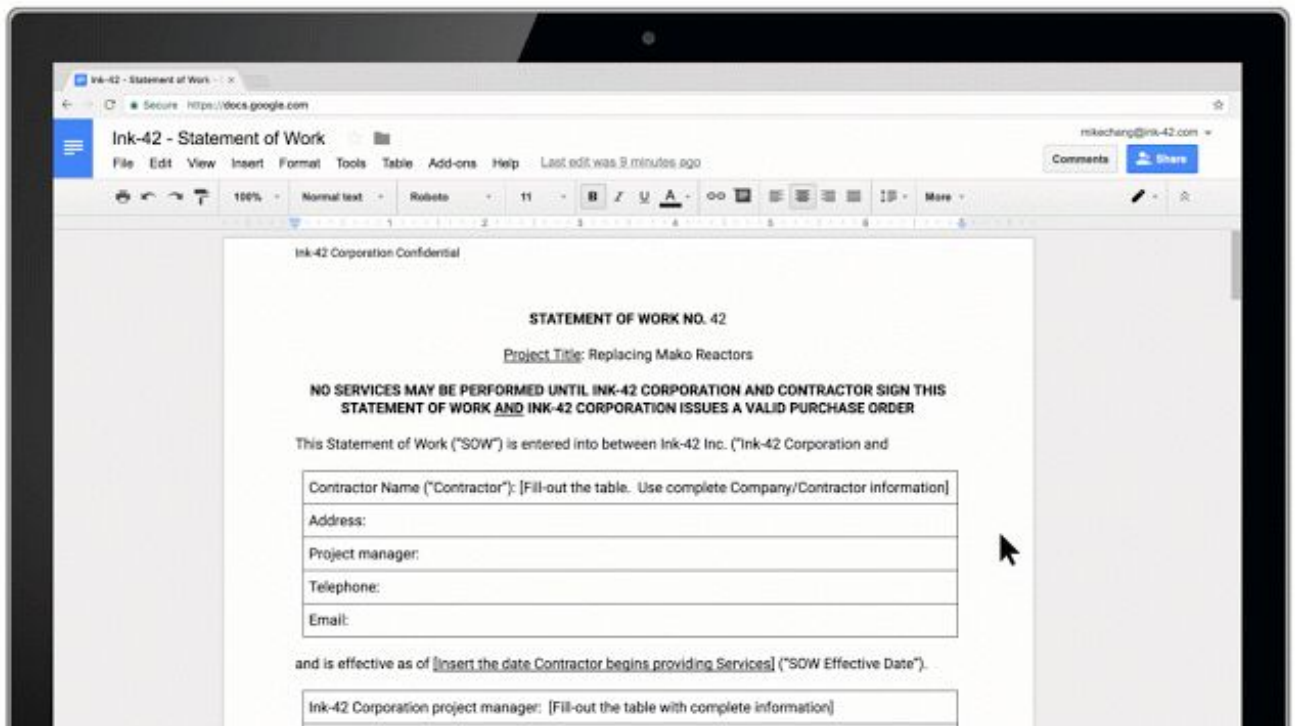 Ink-42 - Statement of Work -
Secure https://docs.google.com
Ink-42 - Statement of Work
mikechang@ink-42.com
File Edit View Insert Format Tools Table Add-ons Help Last edit was 9 minutes ago
Comments Share
100% Normal text Roboto 11 B I U A More
1 2 3 4 5 6
Ink-42 Corporation Confidential
STATEMENT OF WORK NO. 42
Project Title: Replacing Mako Reactors
NO SERVICES MAY BE PERFORMED UNTIL INK-42 CORPORATION AND CONTRACTOR SIGN THIS
STATEMENT OF WORK AND INK-42 CORPORATION ISSUES A VALID PURCHASE ORDER
This Statement of Work ("SOW") is entered into between Ink-42 Inc. ("Ink-42 Corporation and
Contractor Name ("Contractor"): [Fill-out the table. Use complete Company/Contractor information]
Address:
Project manager:
Telephone:
Email:
and is effective as of [Insert the date Contractor begins providing Services] ("SOW Effective Date").
Ink-42 Corporation project manager: [Fill-out the table with complete information]